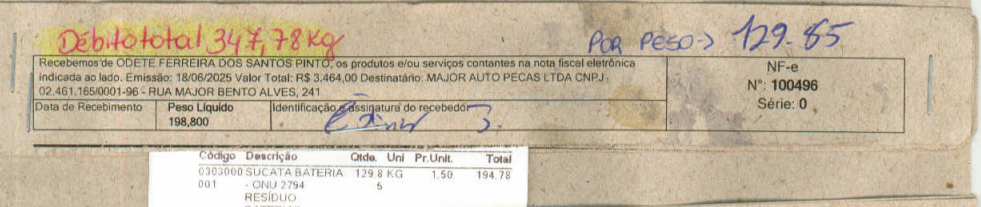 Débito total 347,78 Kg
POR PESO-> 129.85
Recebemos de ODETE FERREIRA DOS SANTOS PINTO, os produtos e/ou serviços contantes na nota fiscal eletrônica
indicada ao lado. Emissão: 18/06/2025 Valor Total: R$ 3.464,00 Destinatário: MAJOR AUTO PECAS LTDA CNPJ:
02.461.165/0001-96 - RUA MAJOR BENTO ALVES, 241
NF-e
N°: 100496
Série: 0
Data de Recebimento Peso Líquido Identificação e assinatura do recebedor
198,800
Código Descrição Qtde. Uni Pr.Unit. Total
0303000 SUCATA BATERIA 129.8 KG 1.50 194.78
001 - ONU 2794 5
RESÍDUO